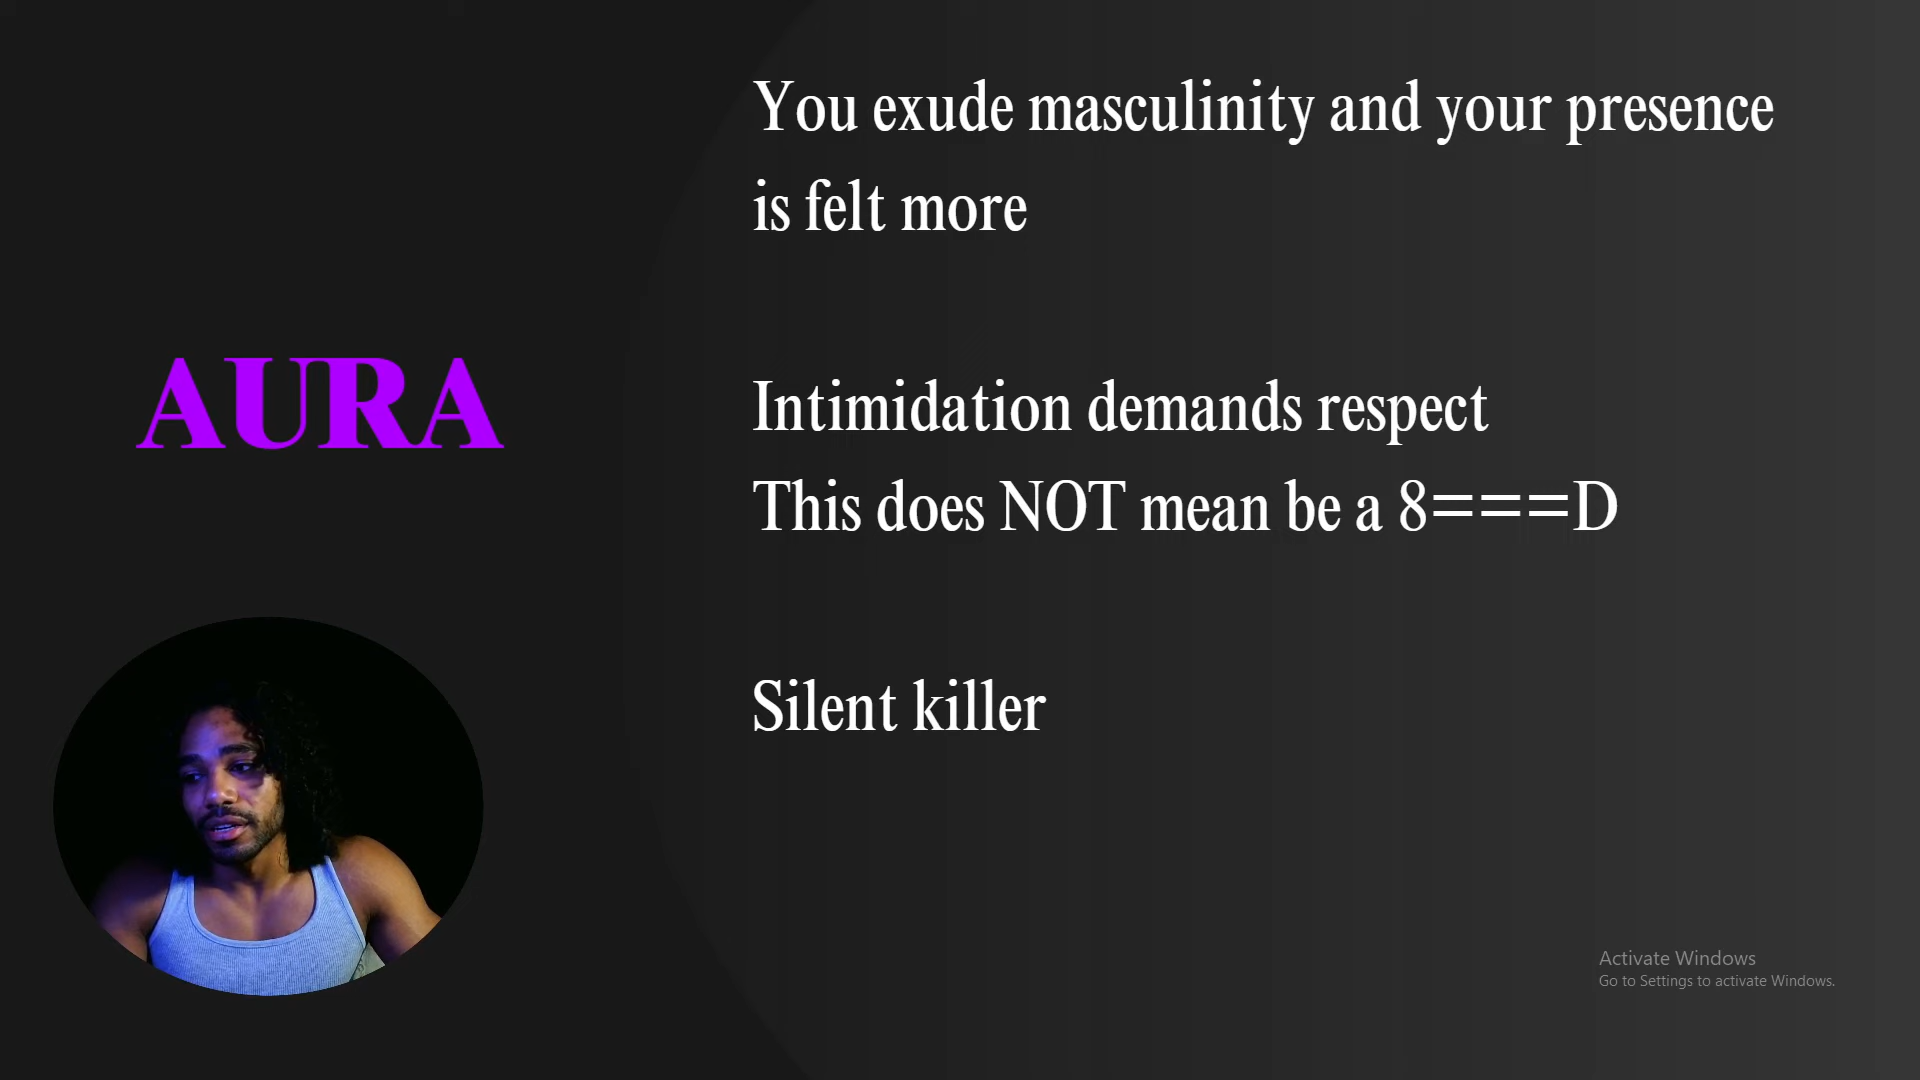 You exude masculinity and your presence
is felt more
AURA
Intimidation demands respect
This does NOT mean be a 8===D
Silent killer
Activate Windows
Go to Settings to activate Windows.